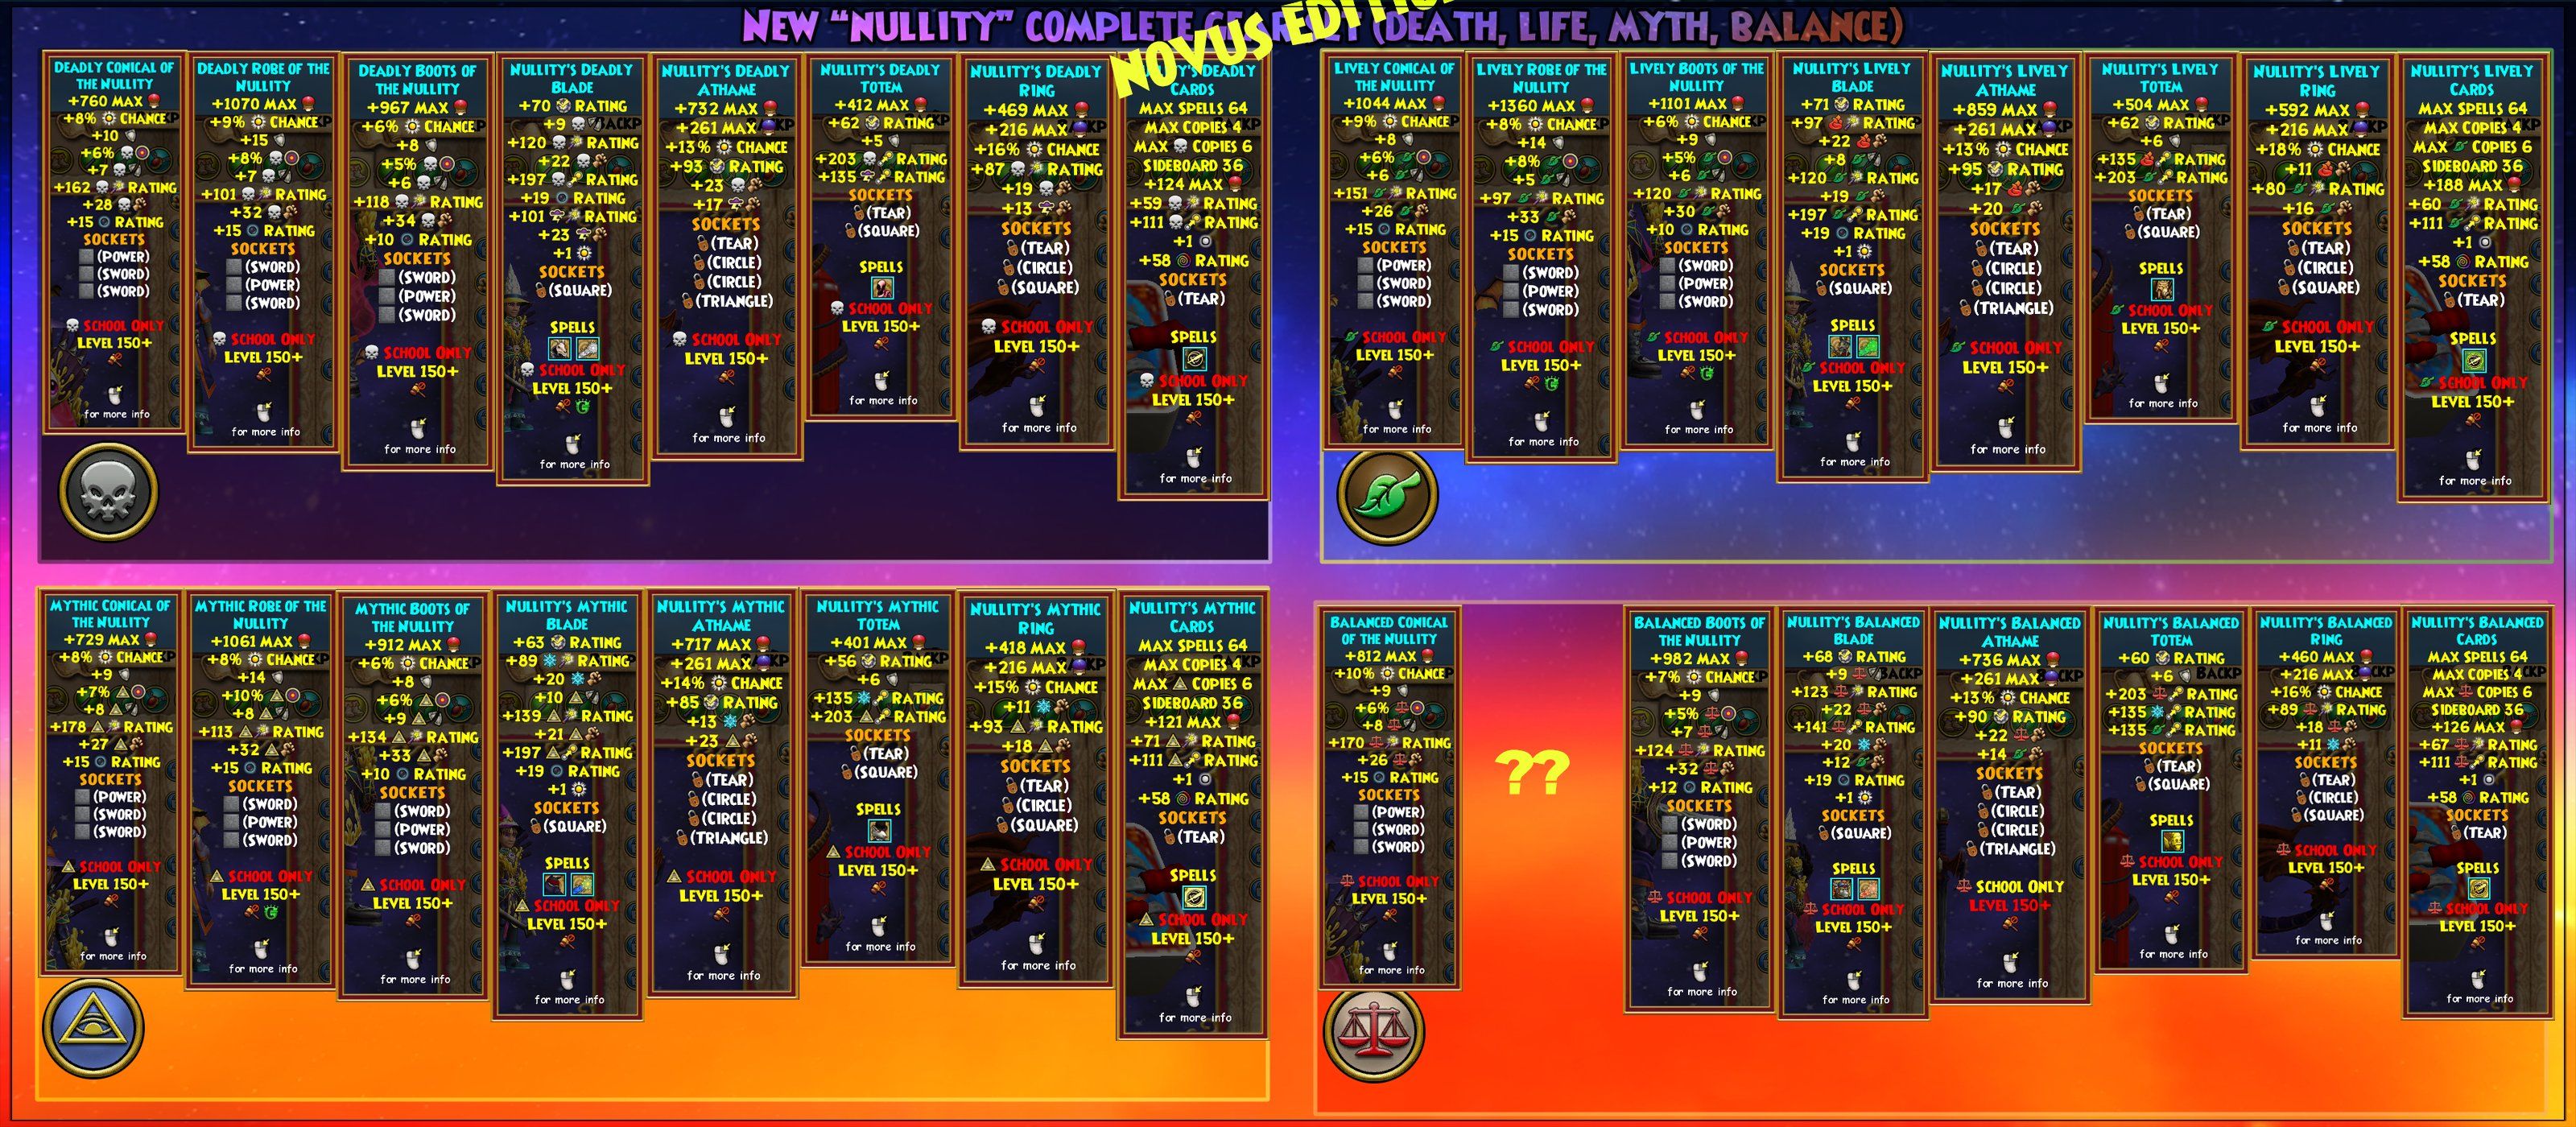 NEW “NULLITY” COMPLETE (DEATH, LIFE, MYTH, BALANCE)
NOVUS
DEADLY CONICAL OF
THE NULLITY
+760 MAX
+8% CHANCE
+10
+6%
+7
+162 RATING
+28
+15 RATING
SOCKETS
(POWER)
(SWORD)
(SWORD)
SCHOOL ONLY
LEVEL 150+
for more info
DEADLY ROBE OF THE
NULLITY
+1070 MAX
+9% CHANCE
+15
+8%
+7
+101 RATING
+32
+15 RATING
SOCKETS
(SWORD)
(POWER)
(SWORD)
SCHOOL ONLY
LEVEL 150+
for more info
DEADLY BOOTS OF
THE NULLITY
+967 MAX
+6% CHANCE
+8
+5%
+6
+118 RATING
+34
+10 RATING
SOCKETS
(SWORD)
(POWER)
(SWORD)
SCHOOL ONLY
LEVEL 150+
for more info
NULLITY'S DEADLY
BLADE
+70 RATING
+9
+120 RATING
+22
+197 RATING
+19 RATING
+101 RATING
+23
+1
SOCKETS
(SQUARE)
SPELLS
SCHOOL ONLY
LEVEL 150+
for more info
NULLITY'S DEADLY
ATHAME
+732 MAX
+261 MAX
+13% CHANCE
+93 RATING
+23
+17
SOCKETS
(TEAR)
(CIRCLE)
(CIRCLE)
(TRIANGLE)
SCHOOL ONLY
LEVEL 150+
for more info
NULLITY'S DEADLY
TOTEM
+412 MAX
+62 RATING
+5
+203 RATING
+135 RATING
SOCKETS
(TEAR)
(SQUARE)
SPELLS
SCHOOL ONLY
LEVEL 150+
for more info
NULLITY'S DEADLY
RING
+469 MAX
+216 MAX
+16% CHANCE
+87 RATING
+19
+13
SOCKETS
(TEAR)
(CIRCLE)
(SQUARE)
SCHOOL ONLY
LEVEL 150+
for more info
DEADLY
CARDS
MAX SPELLS 64
MAX COPIES 4
MAX COPIES 6
SIDEBOARD 36
+124 MAX
+59 RATING
+111 RATING
+1
+58 RATING
SOCKETS
(TEAR)
SPELLS
SCHOOL ONLY
LEVEL 150+
for more info
LIVELY CONICAL OF
THE NULLITY
+1044 MAX
+9% CHANCE
+8
+6%
+6
+151 RATING
+26
+15 RATING
SOCKETS
(POWER)
(SWORD)
(SWORD)
SCHOOL ONLY
LEVEL 150+
for more info
LIVELY ROBE OF THE
NULLITY
+1360 MAX
+8% CHANCE
+14
+8%
+5
+97 RATING
+33
+15 RATING
SOCKETS
(SWORD)
(POWER)
(SWORD)
SCHOOL ONLY
LEVEL 150+
for more info
LIVELY BOOTS OF THE
NULLITY
+1101 MAX
+6% CHANCE
+9
+5%
+6
+120 RATING
+30
+10 RATING
SOCKETS
(SWORD)
(POWER)
(SWORD)
SCHOOL ONLY
LEVEL 150+
for more info
NULLITY'S LIVELY
BLADE
+71 RATING
+97 RATING
+22
+8
+120 RATING
+19
+197 RATING
+19 RATING
+1
SOCKETS
(SQUARE)
SPELLS
SCHOOL ONLY
LEVEL 150+
for more info
NULLITY'S LIVELY
ATHAME
+859 MAX
+261 MAX
+13% CHANCE
+95 RATING
+17
+20
SOCKETS
(TEAR)
(CIRCLE)
(CIRCLE)
(TRIANGLE)
SCHOOL ONLY
LEVEL 150+
for more info
NULLITY'S LIVELY
TOTEM
+504 MAX
+62 RATING
+6
+135 RATING
+203 RATING
SOCKETS
(TEAR)
(SQUARE)
SPELLS
SCHOOL ONLY
LEVEL 150+
for more info
NULLITY'S LIVELY
RING
+592 MAX
+216 MAX
+18% CHANCE
+11
+80 RATING
+16
SOCKETS
(TEAR)
(CIRCLE)
(SQUARE)
SCHOOL ONLY
LEVEL 150+
for more info
NULLITY'S LIVELY
CARDS
MAX SPELLS 64
MAX COPIES 4
MAX COPIES 6
SIDEBOARD 36
+188 MAX
+60 RATING
+111 RATING
+1
+58 RATING
SOCKETS
(TEAR)
SPELLS
SCHOOL ONLY
LEVEL 150+
for more info
MYTHIC CONICAL OF
THE NULLITY
+729 MAX
+8% CHANCE
+9
+7%
+8
+178 RATING
+27
+15 RATING
SOCKETS
(POWER)
(SWORD)
(SWORD)
SCHOOL ONLY
LEVEL 150+
for more info
MYTHIC ROBE OF THE
NULLITY
+1061 MAX
+8% CHANCE
+14
+10%
+8
+113 RATING
+32
+15 RATING
SOCKETS
(SWORD)
(POWER)
(SWORD)
SCHOOL ONLY
LEVEL 150+
for more info
MYTHIC BOOTS OF
THE NULLITY
+912 MAX
+6% CHANCE
+8
+6%
+9
+134 RATING
+33
+10 RATING
SOCKETS
(SWORD)
(POWER)
(SWORD)
SCHOOL ONLY
LEVEL 150+
for more info
NULLITY'S MYTHIC
BLADE
+63 RATING
+89 RATING
+20
+10
+139 RATING
+21
+197 RATING
+19 RATING
+1
SOCKETS
(SQUARE)
SPELLS
SCHOOL ONLY
LEVEL 150+
for more info
NULLITY'S MYTHIC
ATHAME
+717 MAX
+261 MAX
+14% CHANCE
+85 RATING
+13
+23
SOCKETS
(TEAR)
(CIRCLE)
(CIRCLE)
(TRIANGLE)
SCHOOL ONLY
LEVEL 150+
for more info
NULLITY'S MYTHIC
TOTEM
+401 MAX
+56 RATING
+6
+135 RATING
+203 RATING
SOCKETS
(TEAR)
(SQUARE)
SPELLS
SCHOOL ONLY
LEVEL 150+
for more info
NULLITY'S MYTHIC
RING
+418 MAX
+216 MAX
+15% CHANCE
+11
+93 RATING
+18
SOCKETS
(TEAR)
(CIRCLE)
(SQUARE)
SCHOOL ONLY
LEVEL 150+
for more info
NULLITY'S MYTHIC
CARDS
MAX SPELLS 64
MAX COPIES 4
MAX COPIES 6
SIDEBOARD 36
+121 MAX
+71 RATING
+111 RATING
+1
+58 RATING
SOCKETS
(TEAR)
SPELLS
SCHOOL ONLY
LEVEL 150+
for more info
BALANCED CONICAL
OF THE NULLITY
+812 MAX
+10% CHANCE
+9
+6%
+8
+170 RATING
+26
+15 RATING
SOCKETS
(POWER)
(SWORD)
(SWORD)
SCHOOL ONLY
LEVEL 150+
for more info
??
BALANCED BOOTS OF
THE NULLITY
+982 MAX
+7% CHANCE
+9
+5%
+7
+124 RATING
+32
+12 RATING
SOCKETS
(SWORD)
(POWER)
(SWORD)
SCHOOL ONLY
LEVEL 150+
for more info
NULLITY'S BALANCED
BLADE
+68 RATING
+9
+123 RATING
+22
+141 RATING
+20
+12
+19 RATING
+1
SOCKETS
(SQUARE)
SPELLS
SCHOOL ONLY
LEVEL 150+
for more info
NULLITY'S BALANCED
ATHAME
+736 MAX
+261 MAX
+13% CHANCE
+90 RATING
+22
+14
SOCKETS
(TEAR)
(CIRCLE)
(CIRCLE)
(TRIANGLE)
SCHOOL ONLY
LEVEL 150+
for more info
NULLITY'S BALANCED
TOTEM
+60 RATING
+6
+203 RATING
+135 RATING
+135 RATING
SOCKETS
(TEAR)
(SQUARE)
SPELLS
SCHOOL ONLY
LEVEL 150+
for more info
NULLITY'S BALANCED
RING
+460 MAX
+216 MAX
+16% CHANCE
+89 RATING
+18
+11
SOCKETS
(TEAR)
(CIRCLE)
(SQUARE)
SCHOOL ONLY
LEVEL 150+
for more info
NULLITY'S BALANCED
CARDS
MAX SPELLS 64
MAX COPIES 4
MAX COPIES 6
SIDEBOARD 36
+126 MAX
+67 RATING
+111 RATING
+1
+58 RATING
SOCKETS
(TEAR)
SPELLS
SCHOOL ONLY
LEVEL 150+
for more info